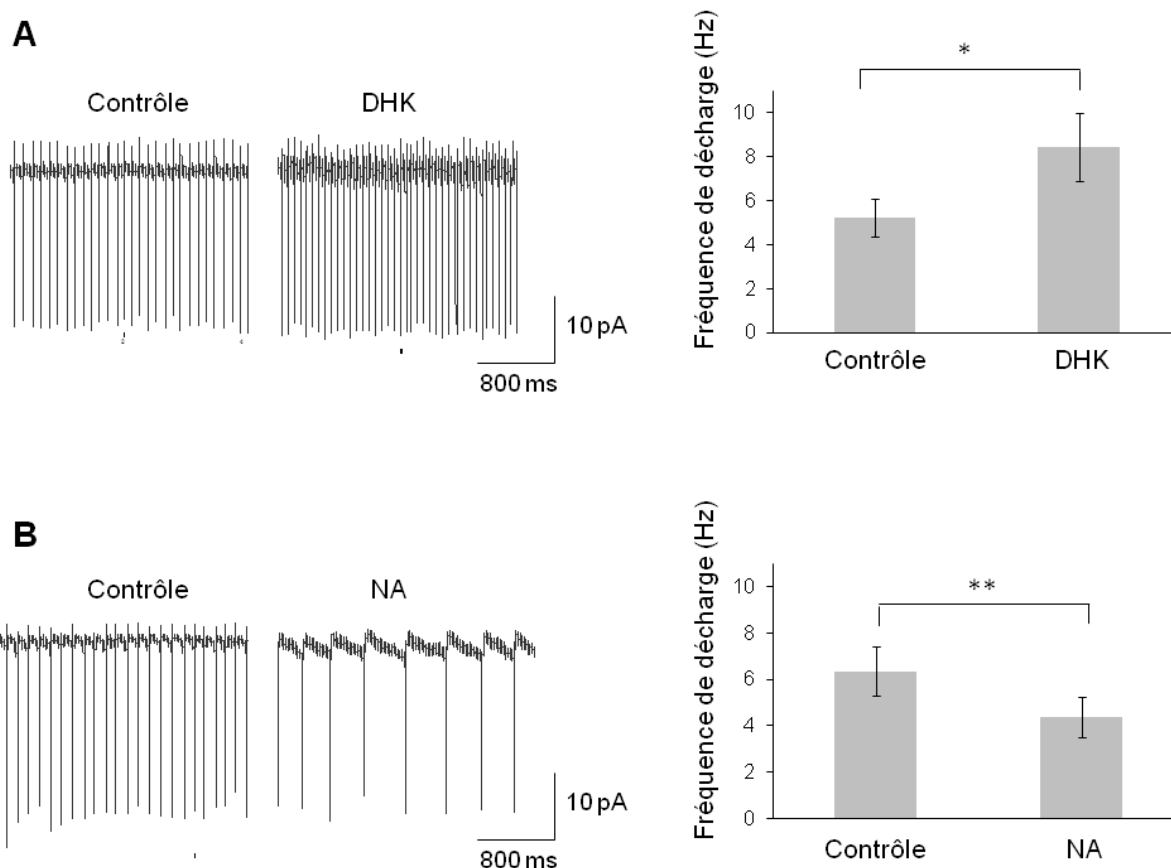 A
Contrôle
DHK
10 pA
800 ms
Fréquence de décharge (Hz)
*
10
8
6
4
2
0
Contrôle
DHK
B
Contrôle
NA
10 pA
800 ms
Fréquence de décharge (Hz)
**
10
8
6
4
2
0
Contrôle
NA